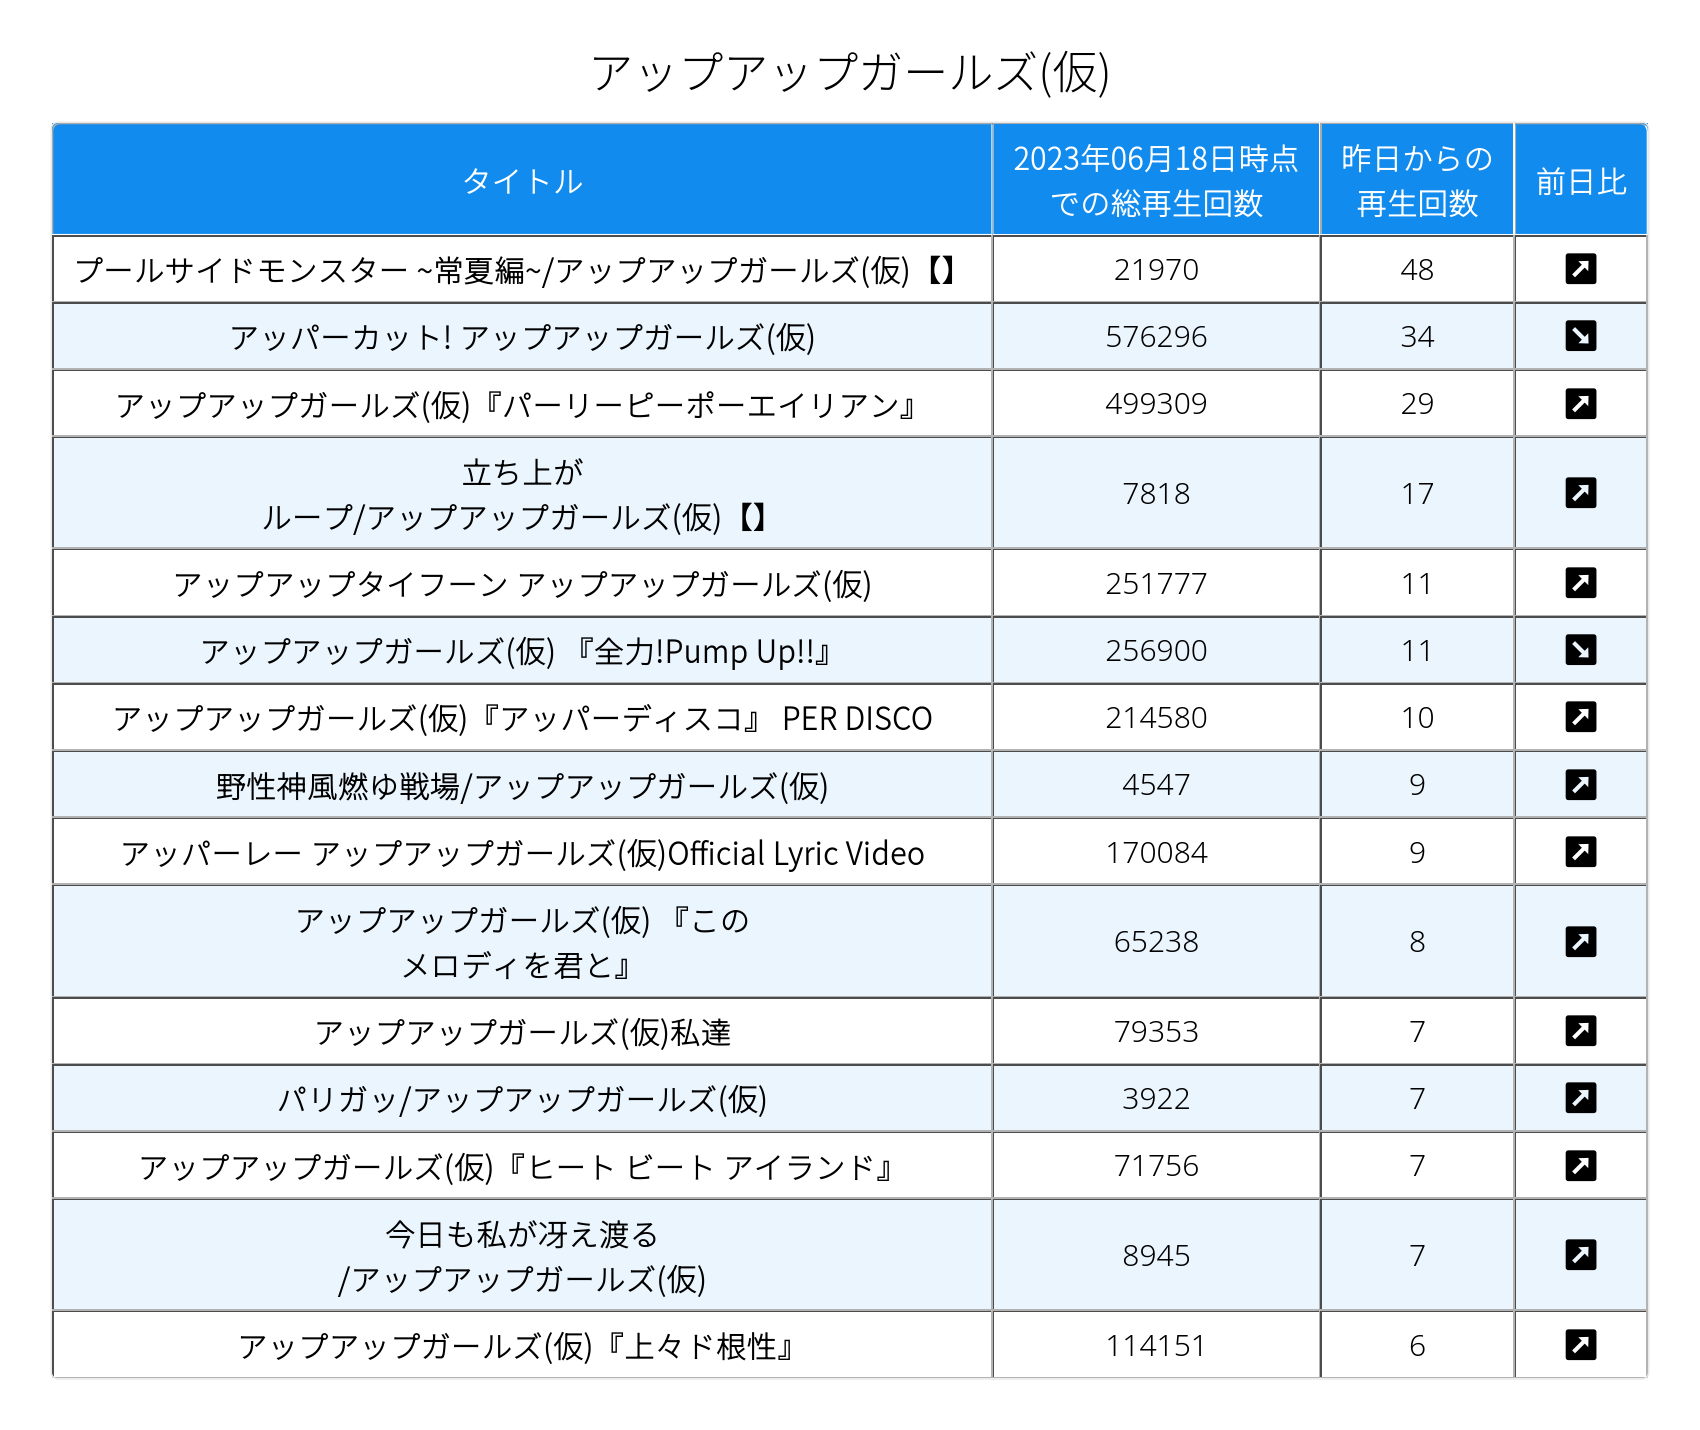 アップアップガールズ(仮)
タイトル 2023年06月18日時点 昨日からの 前日比
での総再生回数 再生回数
プールサイドモンスター ~常夏編~/アップアップガールズ(仮)【】 21970 48
アッパーカット! アップアップガールズ(仮) 576296 34
アップアップガールズ(仮)『パーリーピーポーエイリアン』 499309 29
立ち上が
ループ/アップアップガールズ(仮)【】 7818 17
アップアップタイフーン アップアップガールズ(仮) 251777 11
アップアップガールズ(仮) 『全力!Pump Up!!』 256900 11
アップアップガールズ(仮)『アッパーディスコ』 PER DISCO 214580 10
野性神風燃ゆ戦場/アップアップガールズ(仮) 4547 9
アッパーレー アップアップガールズ(仮)Official Lyric Video 170084 9
アップアップガールズ(仮) 『この
メロディを君と』 65238 8
アップアップガールズ(仮)私達 79353 7
パリガッ/アップアップガールズ(仮) 3922 7
アップアップガールズ(仮)『ヒート ビート アイランド』 71756 7
今日も私が冴え渡る
/アップアップガールズ(仮) 8945 7
アップアップガールズ(仮)『上々ド根性』 114151 6